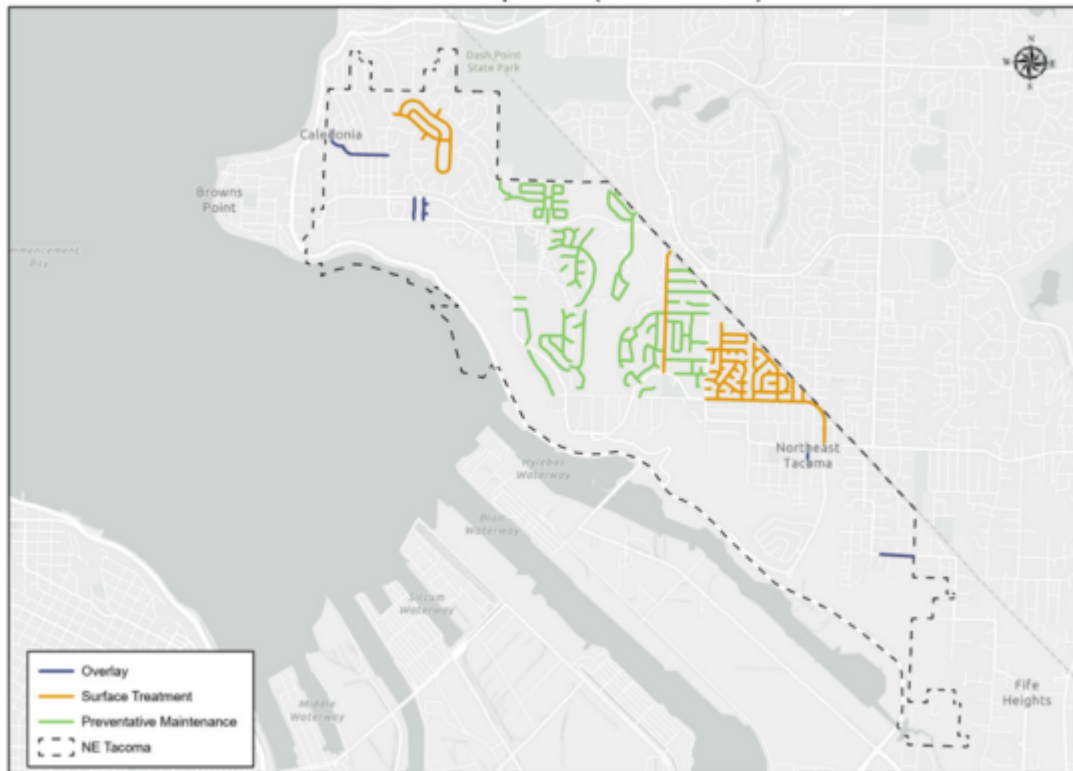 Dash Point
State Park
N
W
E
S
Caledonia
Browns
Point
mmencement
Bay
Northeast
Tacoma
Hylebos
Waterway
Blair
Waterway
Sitcum
Waterway
Middle
Waterway
Fife
Heights
Overlay
Surface Treatment
Preventative Maintenance
NE Tacoma